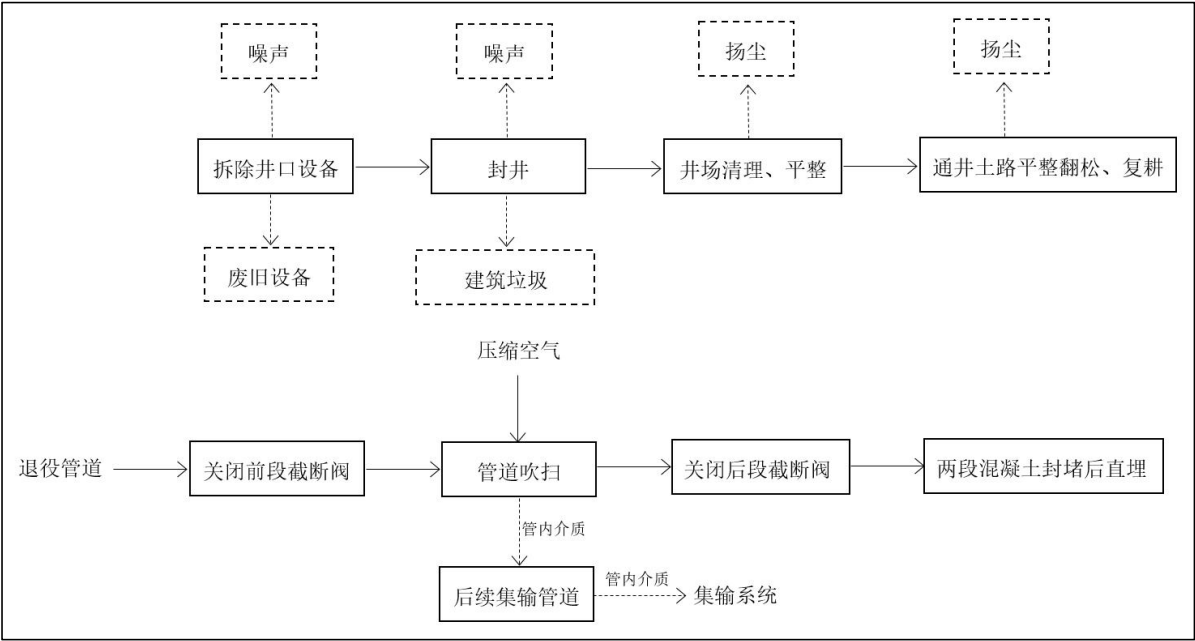 噪声
噪声
扬尘
扬尘
拆除井口设备
封井
井场清理、平整
通井土路平整翻松、复耕
废旧设备
建筑垃圾
压缩空气
退役管道
关闭前段截断阀
管道吹扫
关闭后段截断阀
两段混凝土封堵后直埋
管内介质
后续集输管道
管内介质
集输系统